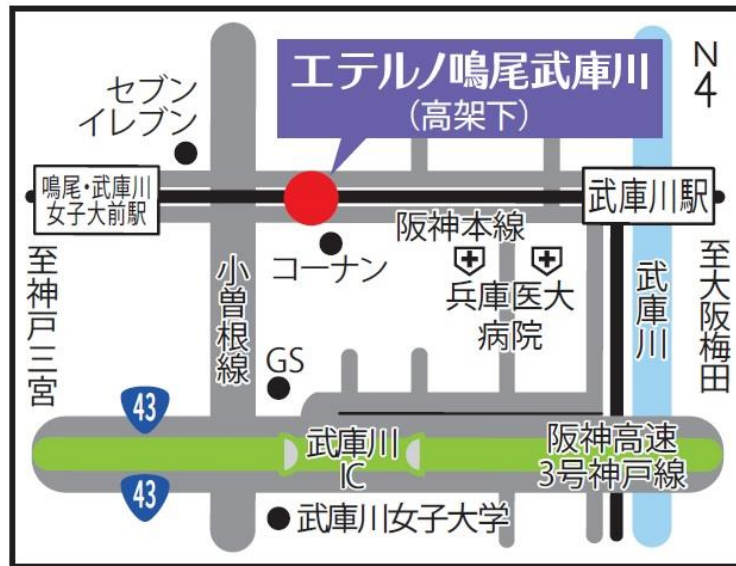 エテルノ鳴尾武庫川
(高架下)
N
4
セブン
イレブン
鳴尾・武庫川
女子大前駅
武庫川駅
阪神本線
コーナン
兵庫医大
病院
至神戸三宮
小曽根線
武庫川
至大阪梅田
GS
43
武庫川
IC
阪神高速
3号神戸線
43
武庫川女子大学